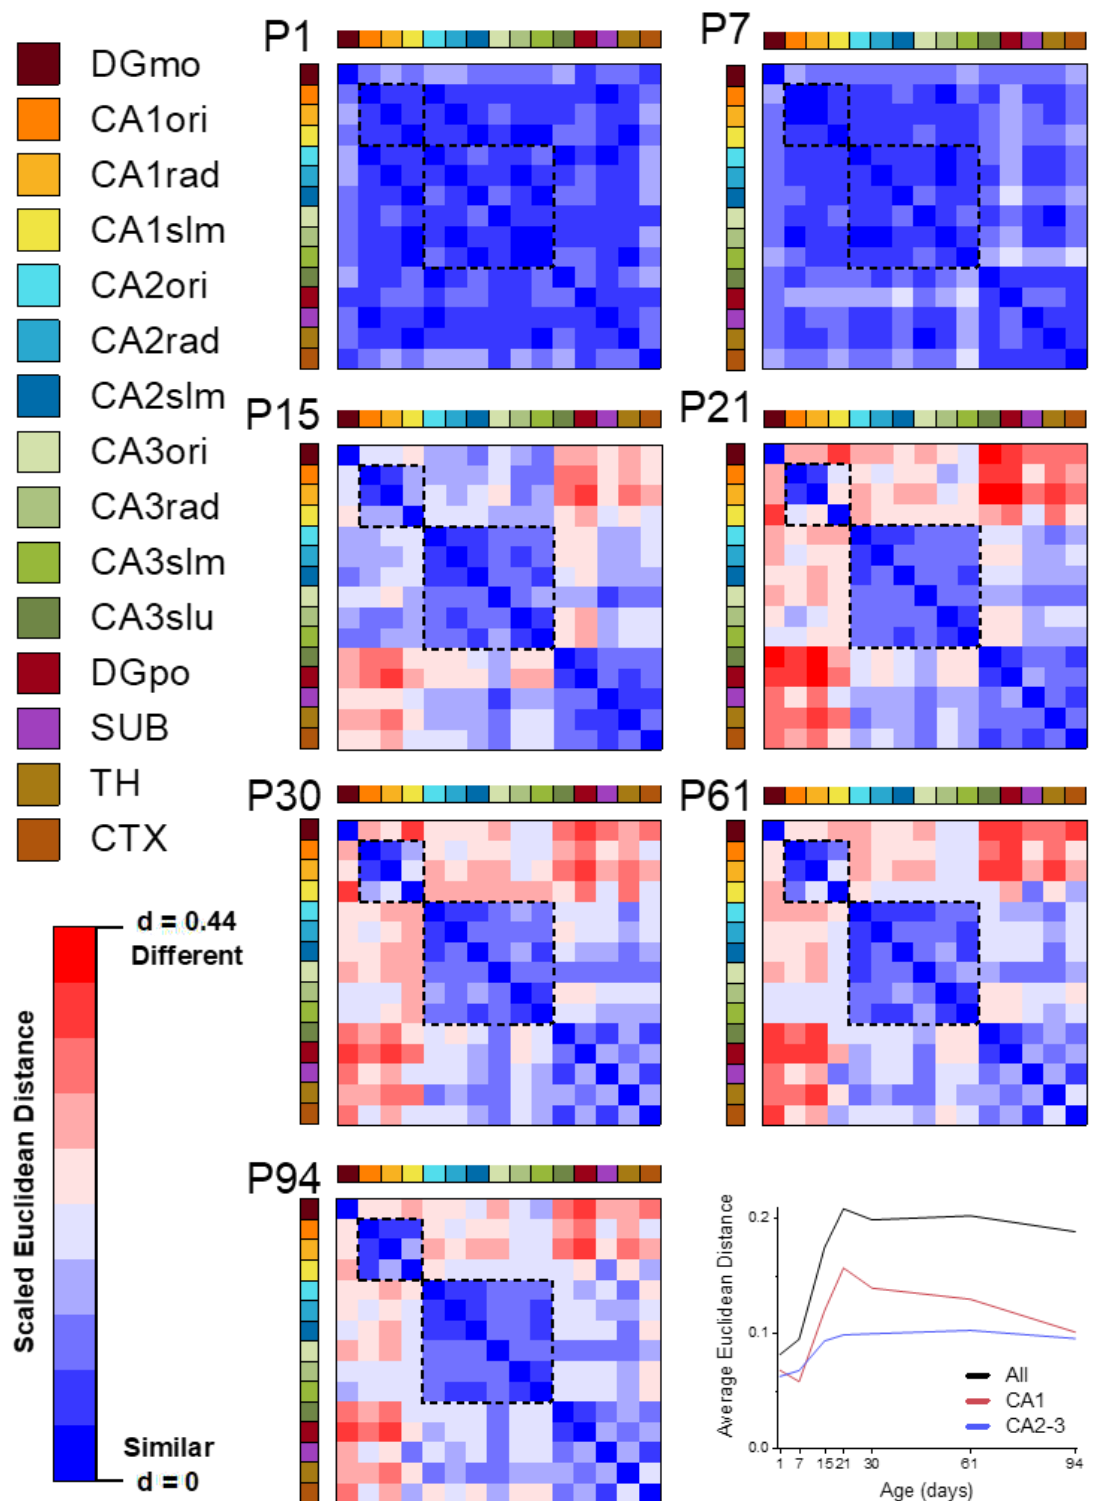 P1
P7
DGmo
CA1ori
CA1rad
CA1slm
CA2ori
CA2rad
CA2slm
CA3ori
CA3rad
CA3slm
CA3slu
DGpo
SUB
TH
CTX
P15
P21
P30
P61
P94
d = 0.44
Different
Scaled Euclidean Distance
Similar
d = 0
Average Euclidean Distance
0.2
0.1
0.0
All
CA1
CA2-3
1 7 15 21 30 61 94
Age (days)